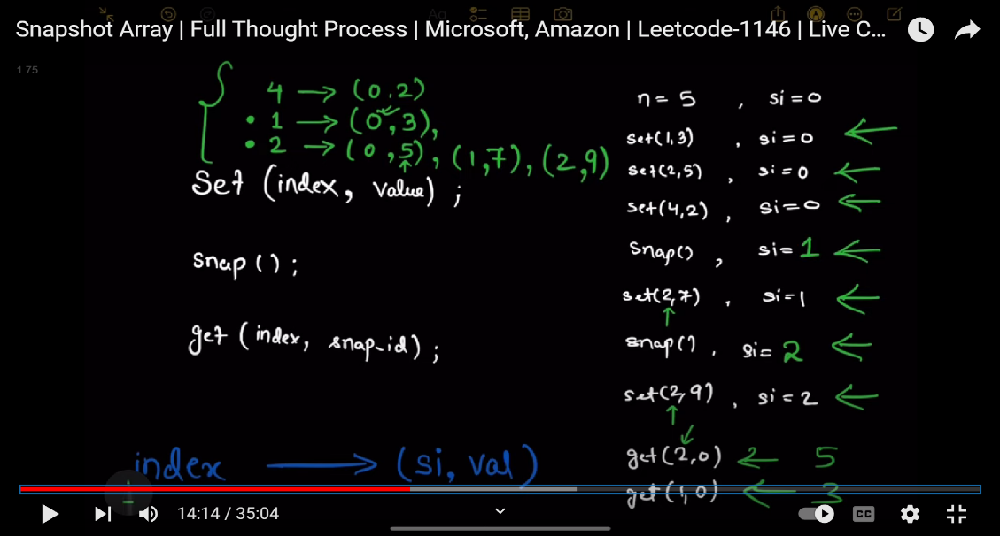 Snapshot Array | Full Thought Process | Microsoft, Amazon | Leetcode-1146 | Live C...
1.75
4 → (0,2)
• 1 → (0,3),
• 2 → (0,5), (1,7), (2,9)
Set (index, value) ;
snap ( ) ;
get (index, snap-id) ;
index → (si, val)
n = 5 , si = 0
set(1,3) , si = 0 ←
set(2,5) , si = 0 ←
set(4,2) , si = 0 ←
Snap() , si = 1 ←
set(2,7) , si = 1 ←
↑
snap() , si = 2 ←
set(2,9) , si = 2 ←
↑
get(2,0) ← 5
get(1,0) ← 3
14:14 / 35:04
CC